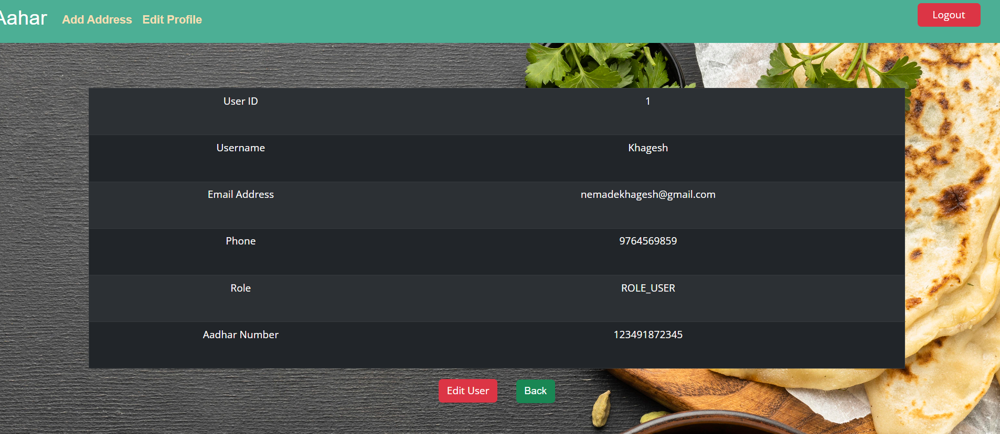 Aahar Add Address Edit Profile Logout
User ID 1
Username Khagesh
Email Address nemadekhagesh@gmail.com
Phone 9764569859
Role ROLE_USER
Aadhar Number 123491872345
Edit User Back